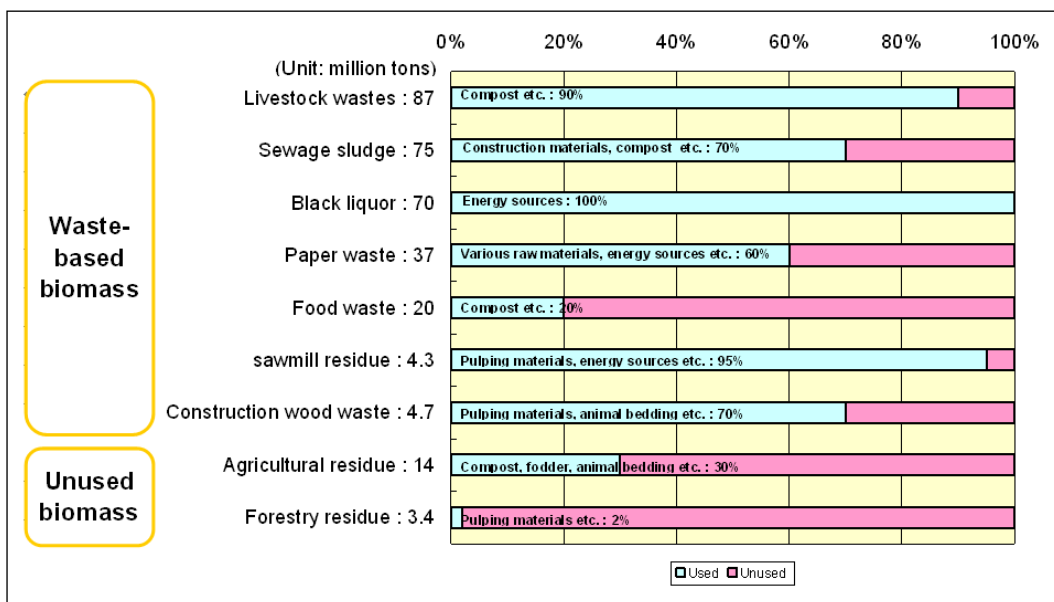 0% 20% 40% 60% 80% 100%
(Unit: million tons)
Waste-
based
biomass
Livestock wastes : 87
Compost etc. : 90%
Sewage sludge : 75
Construction materials, compost etc. : 70%
Black liquor : 70
Energy sources : 100%
Paper waste : 37
Various raw materials, energy sources etc. : 60%
Food waste : 20
Compost etc. : 20%
sawmill residue : 4.3
Pulping materials, energy sources etc. : 95%
Construction wood waste : 4.7
Pulping materials, animal bedding etc. : 70%
Unused
biomass
Agricultural residue : 14
Compost, fodder, animal bedding etc. : 30%
Forestry residue : 3.4
Pulping materials etc. : 2%
Used Unused